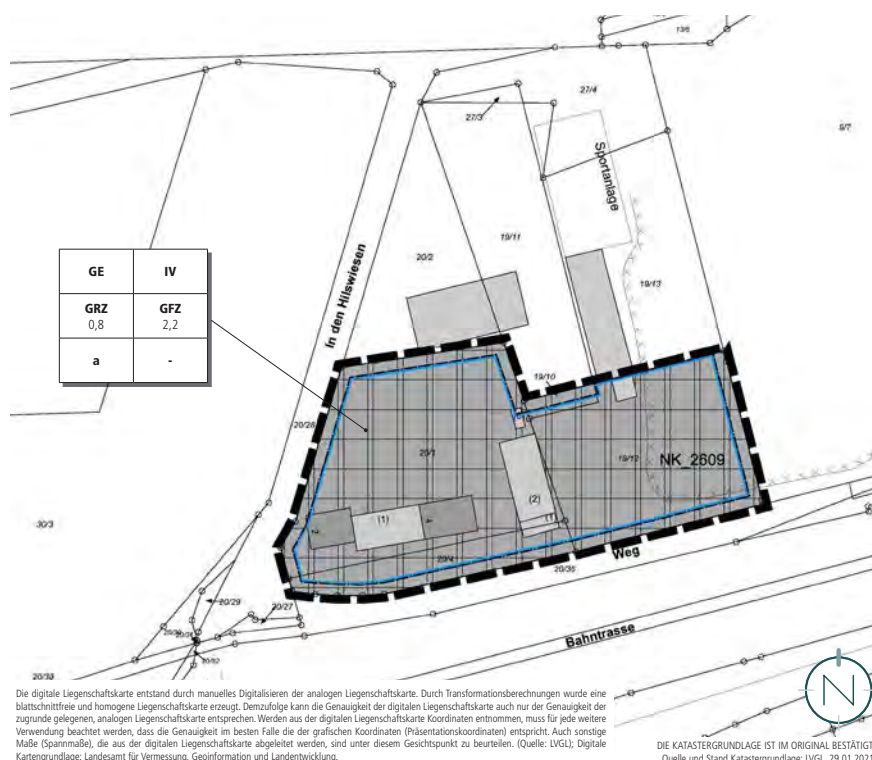 13/6
27/4
27/3
8/7
Sportanlage
In den Hilswiesen
19/11
20/2
19/13
GE IV
GRZ GFZ
0,8 2,2
a -
19/10
20/28
20/1
19/12
NK_2609
(1)
(2)
2
4
30/3
20/4
Weg
20/36
20/29
20/27
Bahntrasse
20/33
Die digitale Liegenschaftskarte entstand durch manuelles Digitalisieren der analogen Liegenschaftskarte. Durch Transformationsberechnungen wurde eine
blattschnittfreie und homogene Liegenschaftskarte erzeugt. Demzufolge kann die Genauigkeit der digitalen Liegenschaftskarte auch nur der Genauigkeit der
zugrunde gelegenen, analogen Liegenschaftskarte entsprechen. Werden aus der digitalen Liegenschaftskarte Koordinaten entnommen, muss für jede weitere
Verwendung beachtet werden, dass die Genauigkeit im besten Falle die der grafischen Koordinaten (Präsentationskoordinaten) entspricht. Auch sonstige
Maße (Spannmaße), die aus der digitalen Liegenschaftskarte abgeleitet werden, sind unter diesem Gesichtspunkt zu beurteilen. (Quelle: LVGL); Digitale
Kartengrundlage: Landesamt für Vermessung, Geoinformation und Landentwicklung.
N
DIE KATASTERGRUNDLAGE IST IM ORIGINAL BESTÄTIGT
Quelle und Stand Katastergrundlage: LVGL, 29.01.2021